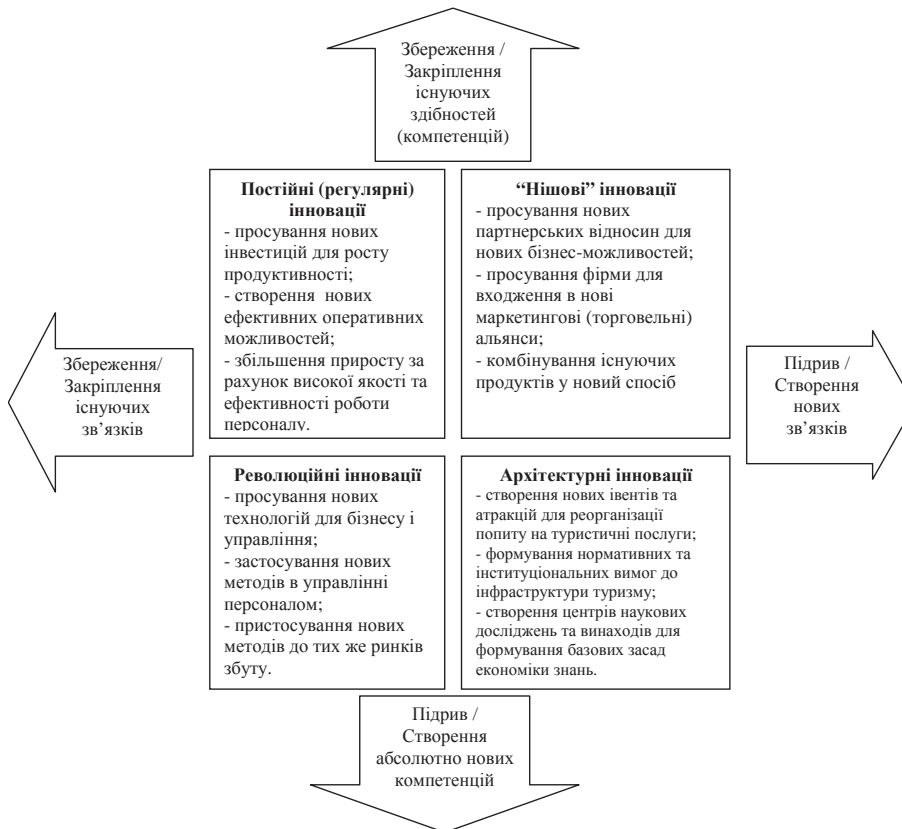 Збереження /
Закріплення
існуючих
здібностей
(компетенцій)
Постійні (регулярні)
інновації
- просування нових
інвестицій для росту
продуктивності;
- створення нових
ефективних оперативних
можливостей;
- збільшення приросту за
рахунок високої якості та
ефективності роботи
персоналу.
“Нішові” інновації
- просування нових
партнерських відносин для
нових бізнес-можливостей;
- просування фірми для
входження в нові
маркетингові (торговельні)
альянси;
- комбінування існуючих
продуктів у новий спосіб
Збереження/
Закріплення
існуючих
зв’язків
Підрив /
Створення
нових
зв’язків
Революційні інновації
- просування нових
технологій для бізнесу і
управління;
- застосування нових
методів в управлінні
персоналом;
- пристосування нових
методів до тих же ринків
збуту.
Архітектурні інновації
- створення нових івентів та
атракцій для реорганізації
попиту на туристичні послуги;
- формування нормативних та
інституціональних вимог до
інфраструктури туризму;
- створення центрів наукових
досліджень та винаходів для
формування базових засад
економіки знань.
Підрив /
Створення
абсолютно нових
компетенцій